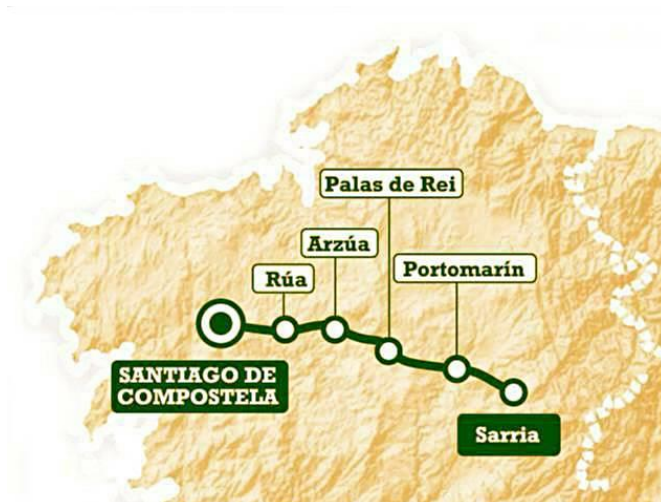 Palas de Rei
Arzúa
Portomarín
Rúa
SANTIAGO DE
COMPOSTELA
Sarria